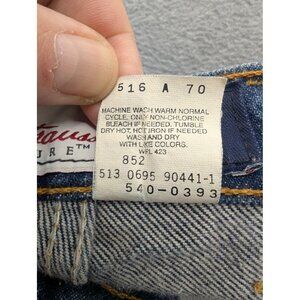 516 A 70
MACHINE WASH WARM NORMAL
CYCLE. ONLY NON-CHLORINE
BLEACH IF NEEDED. TUMBLE
DRY HOT, HOT IRON IF NEEDED
WASH AND DRY
WITH LIKE COLORS.
WPL 423
852
513 0695 90441-1
540-0393
URE™